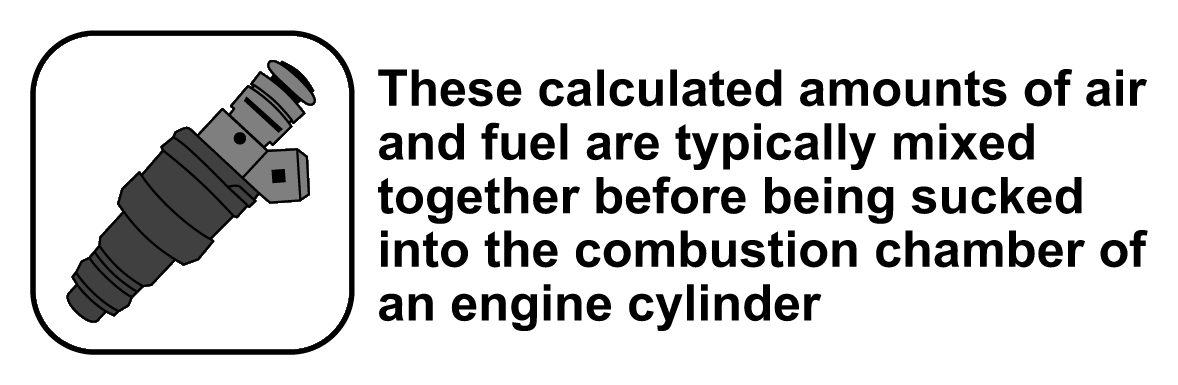 These calculated amounts of air
and fuel are typically mixed
together before being sucked
into the combustion chamber of
an engine cylinder